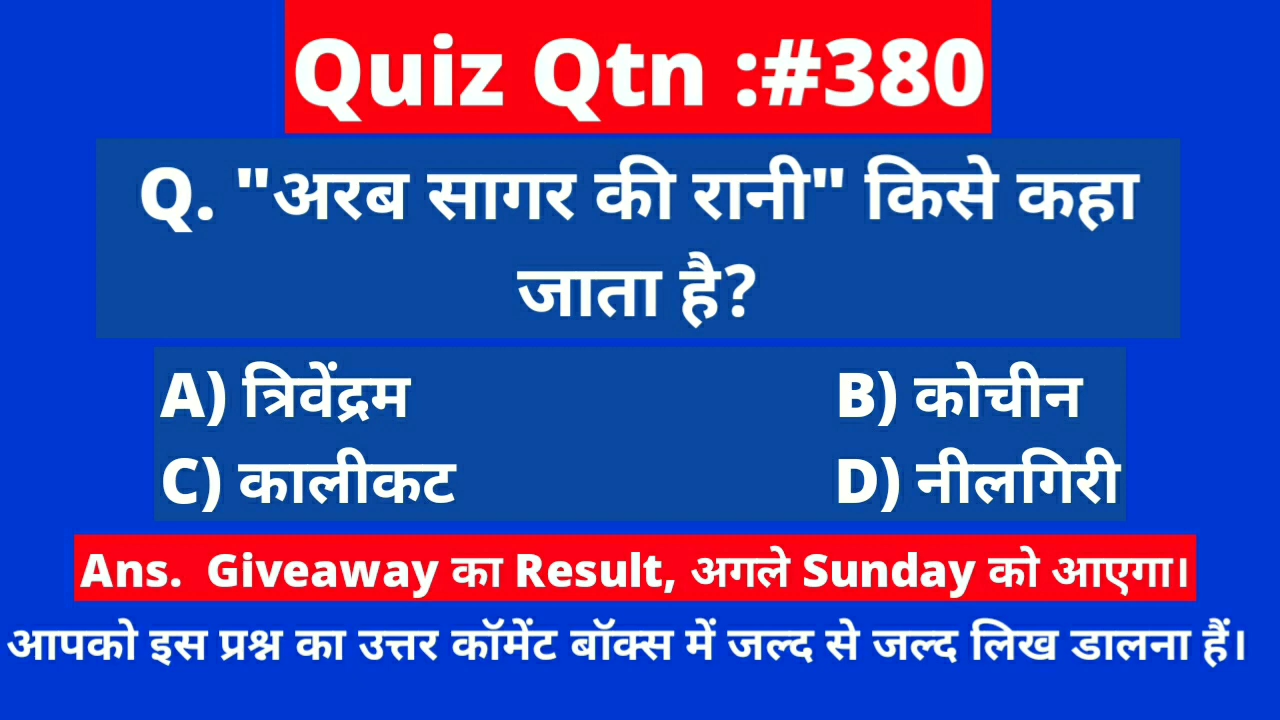 Quiz Qtn :#380
Q. "अरब सागर की रानी" किसे कहा
जाता है?
A) त्रिवेंद्रम B) कोचीन
C) कालीकट D) नीलगिरी
Ans. Giveaway का Result, अगले Sunday को आएगा।
आपको इस प्रश्न का उत्तर कॉमेंट बॉक्स में जल्द से जल्द लिख डालना हैं।